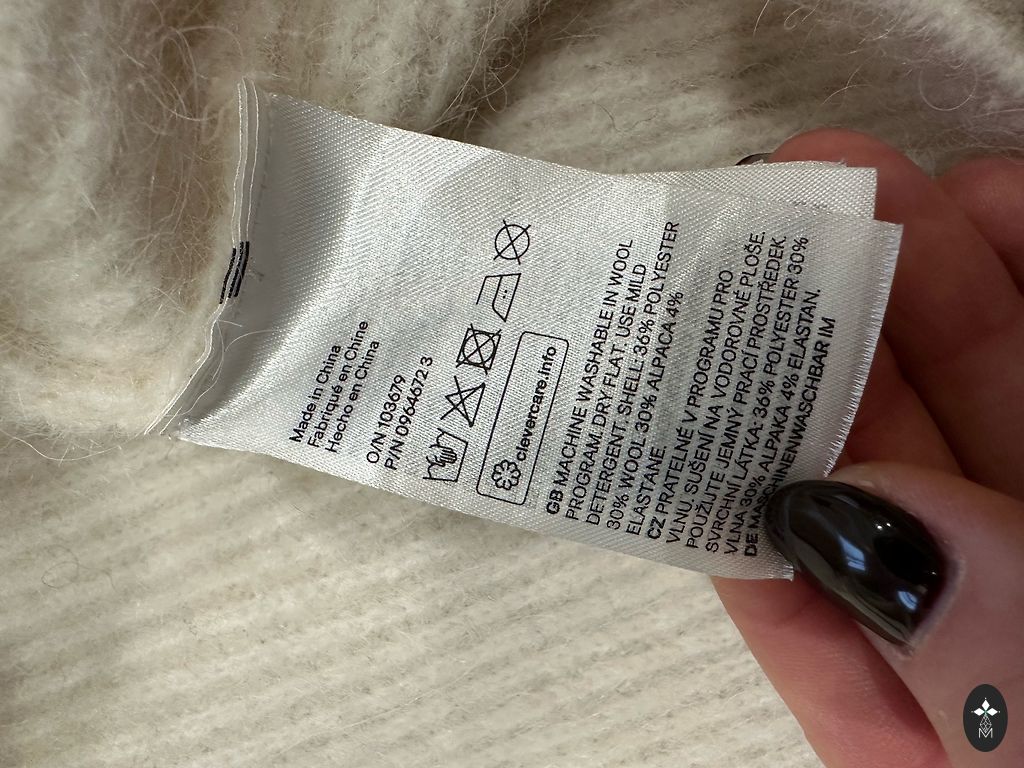 Made in China
Fabriqué en Chine
Hecho en China
O/N 103679
P/N 0964672 3
clevercare.info
GB MACHINE WASHABLE IN WOOL
PROGRAM. DRY FLAT. USE MILD
DETERGENT. SHELL:36% POLYESTER
30% WOOL 30% ALPACA 4%
ELASTANE
CZ PRATELNÉ V PROGRAMU PRO
VLNU. SUŠENÍ NA VODOROVNÉ PLOŠE.
POUŽIJTE JEMNÝ PRACÍ PROSTŘEDEK.
SVRCHNÍ LÁTKA:36% POLYESTER 30%
VLNA 30% ALPAKA 4% ELASTAN.
DE MASCHINENWASCHBAR IM
M